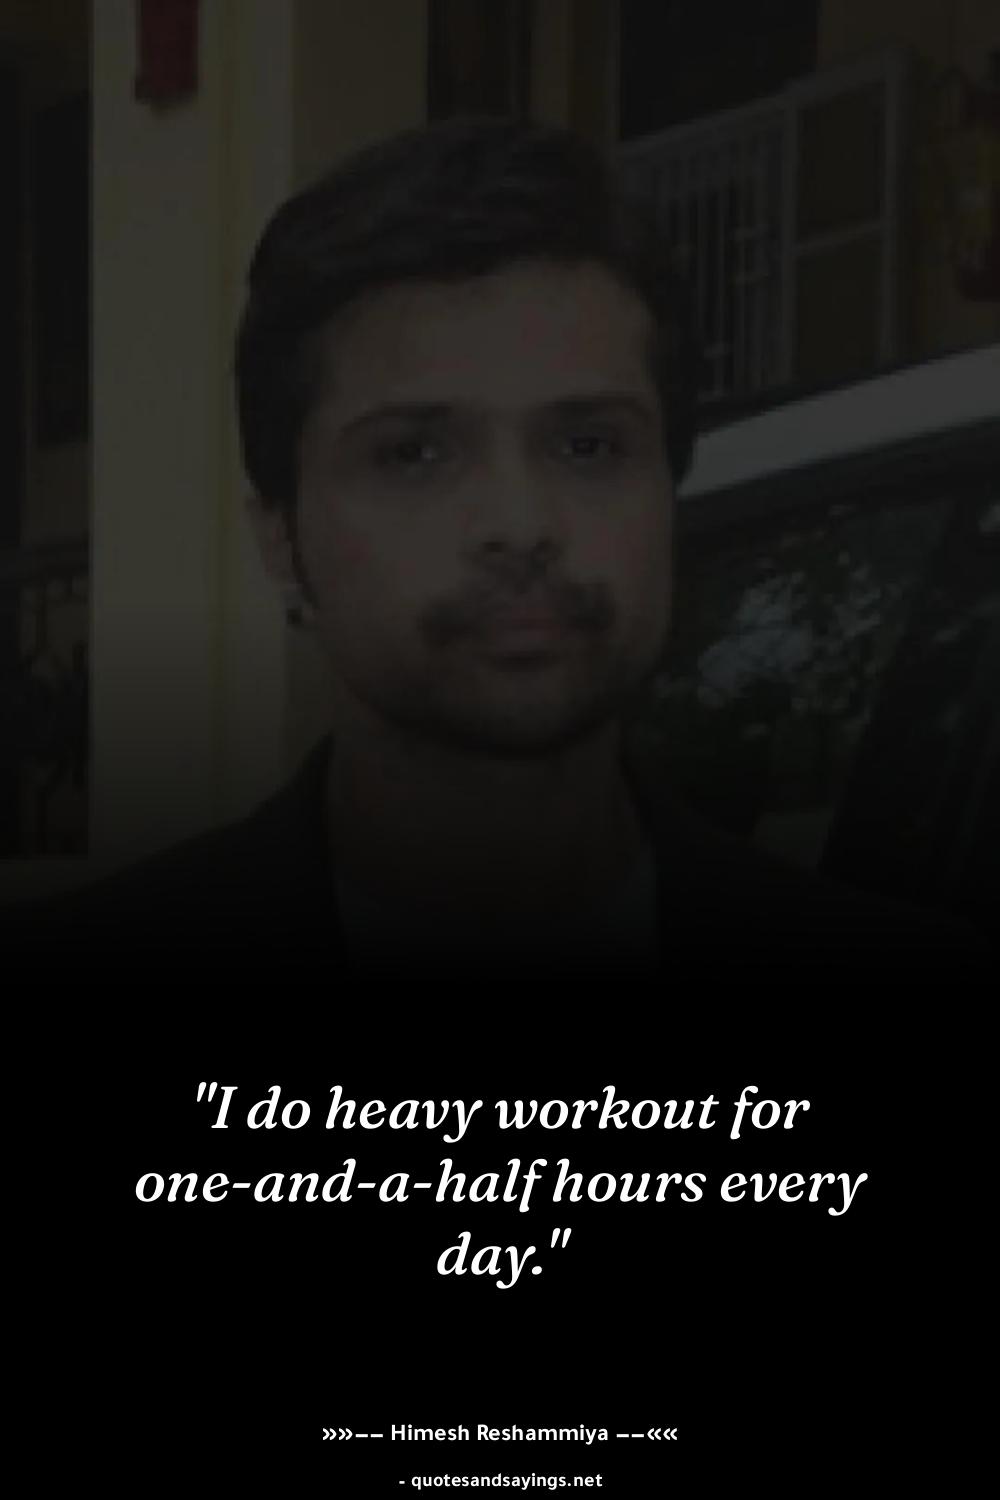 "I do heavy workout for
one-and-a-half hours every
day."
»»–– Himesh Reshammiya ––««
- quotesandsayings.net